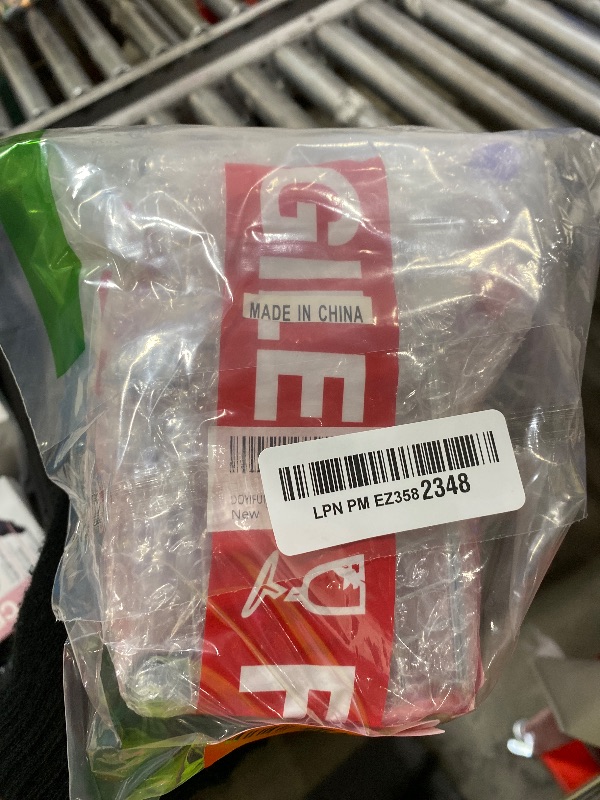 GILE
MADE IN CHINA
LPN PM EZ3582348
New
F